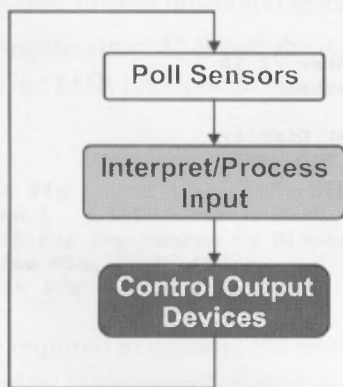 Poll Sensors
Interpret/Process
Input
Control Output
Devices